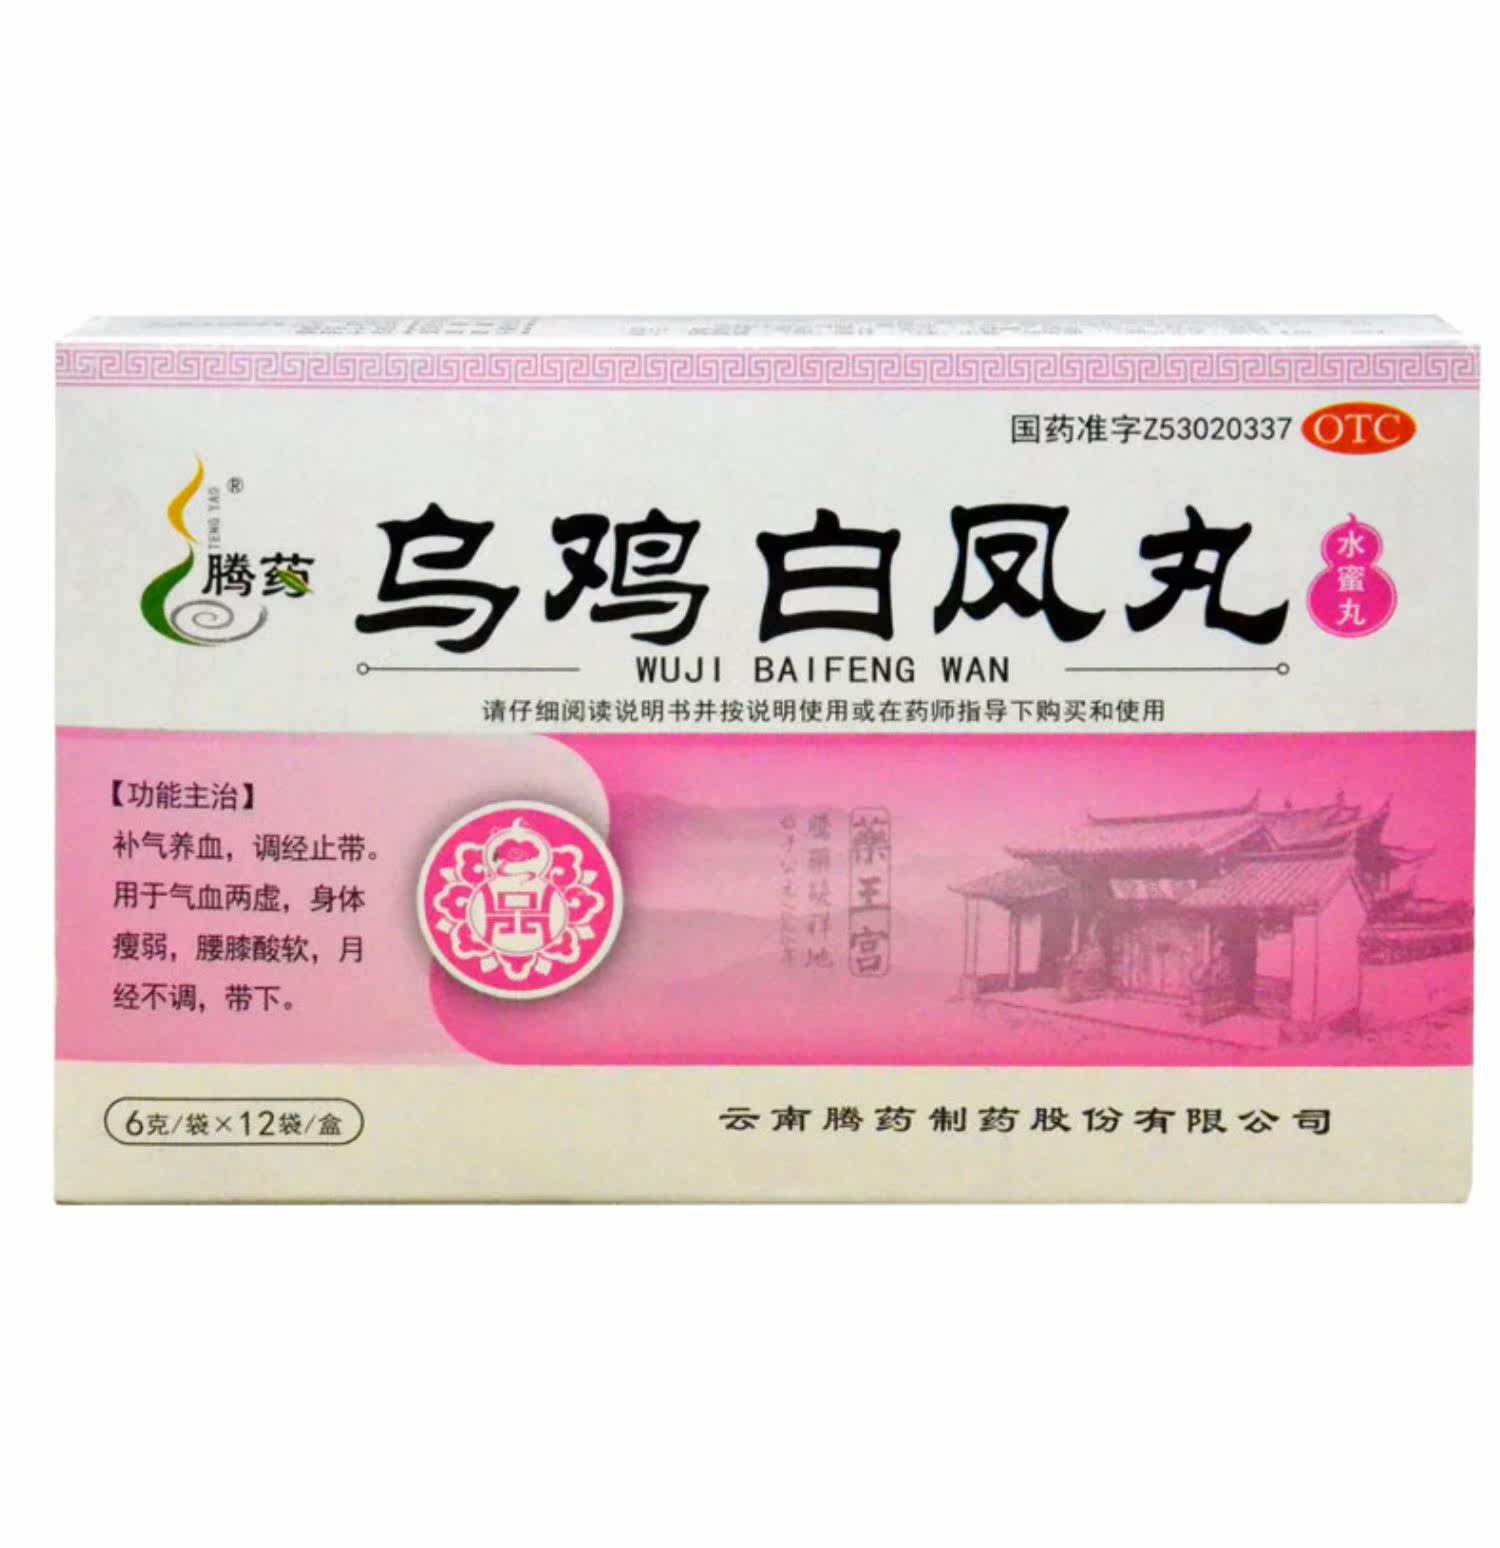 国药准字Z53020337 OTC
TENG YAO ®
腾药
乌鸡白凤丸
水蜜丸
WUJI BAIFENG WAN
请仔细阅读说明书并按说明使用或在药师指导下购买和使用
【功能主治】
补气养血，调经止带。
用于气血两虚，身体
瘦弱，腰膝酸软，月
经不调，带下。
藥王宫
6克/袋×12袋/盒
云南腾药制药股份有限公司